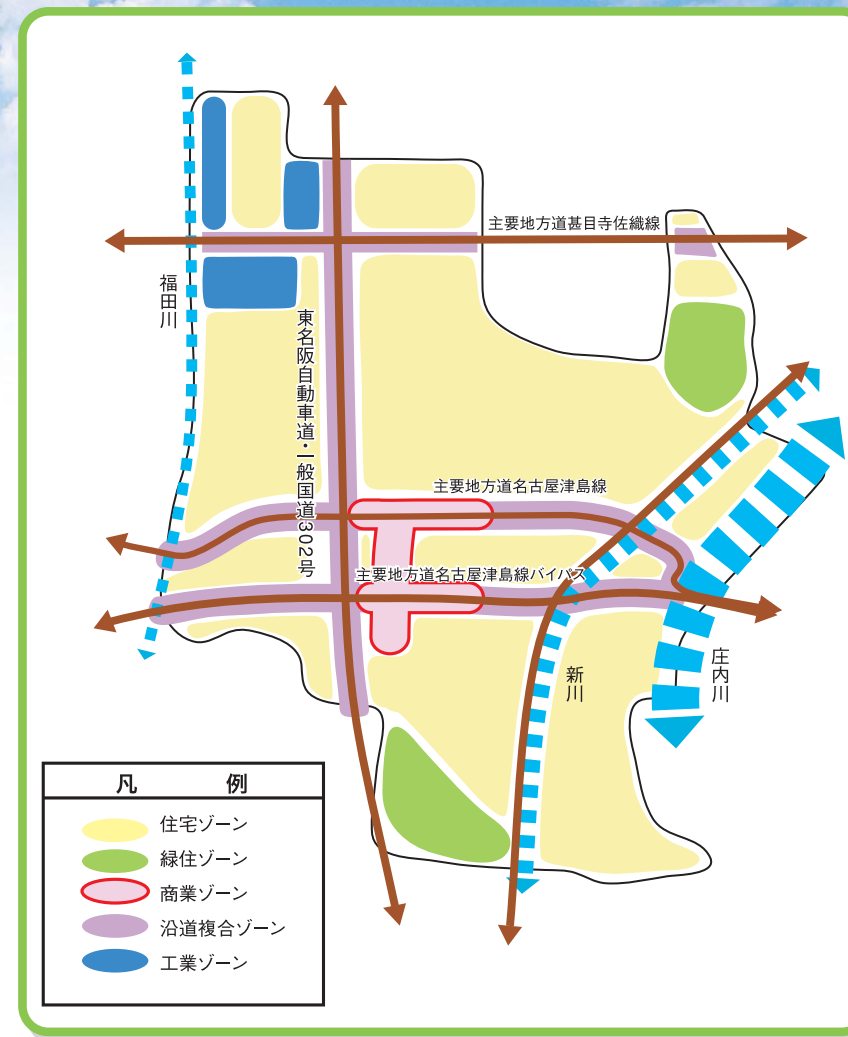 主要地方道甚目寺佐織線
福田川
東名阪自動車道・一般国道302号
主要地方道名古屋津島線
主要地方道名古屋津島線バイパス
新川
庄内川
凡例
住宅ゾーン
緑住ゾーン
商業ゾーン
沿道複合ゾーン
工業ゾーン